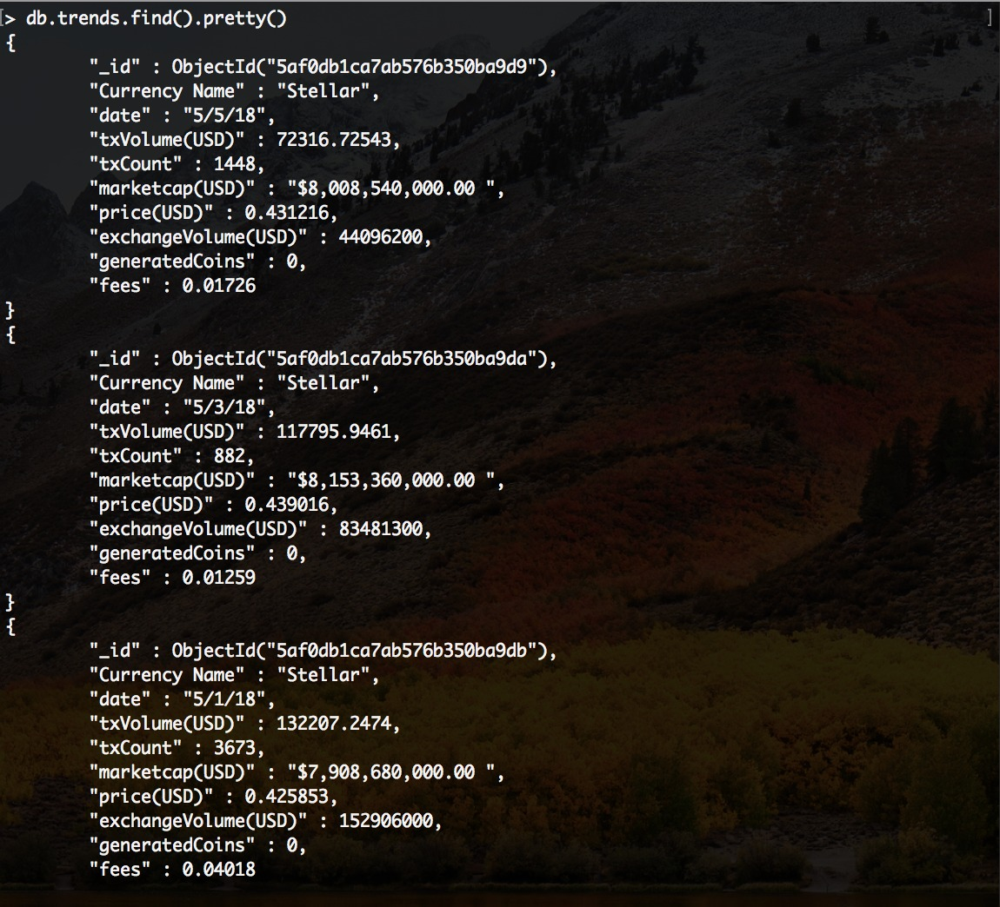 [> db.trends.find().pretty() ]
{
"_id" : ObjectId("5af0db1ca7ab576b350ba9d9"),
"Currency Name" : "Stellar",
"date" : "5/5/18",
"txVolume(USD)" : 72316.72543,
"txCount" : 1448,
"marketcap(USD)" : "$8,008,540,000.00 ",
"price(USD)" : 0.431216,
"exchangeVolume(USD)" : 44096200,
"generatedCoins" : 0,
"fees" : 0.01726
}
{
"_id" : ObjectId("5af0db1ca7ab576b350ba9da"),
"Currency Name" : "Stellar",
"date" : "5/3/18",
"txVolume(USD)" : 117795.9461,
"txCount" : 882,
"marketcap(USD)" : "$8,153,360,000.00 ",
"price(USD)" : 0.439016,
"exchangeVolume(USD)" : 83481300,
"generatedCoins" : 0,
"fees" : 0.01259
}
{
"_id" : ObjectId("5af0db1ca7ab576b350ba9db"),
"Currency Name" : "Stellar",
"date" : "5/1/18",
"txVolume(USD)" : 132207.2474,
"txCount" : 3673,
"marketcap(USD)" : "$7,908,680,000.00 ",
"price(USD)" : 0.425853,
"exchangeVolume(USD)" : 152906000,
"generatedCoins" : 0,
"fees" : 0.04018